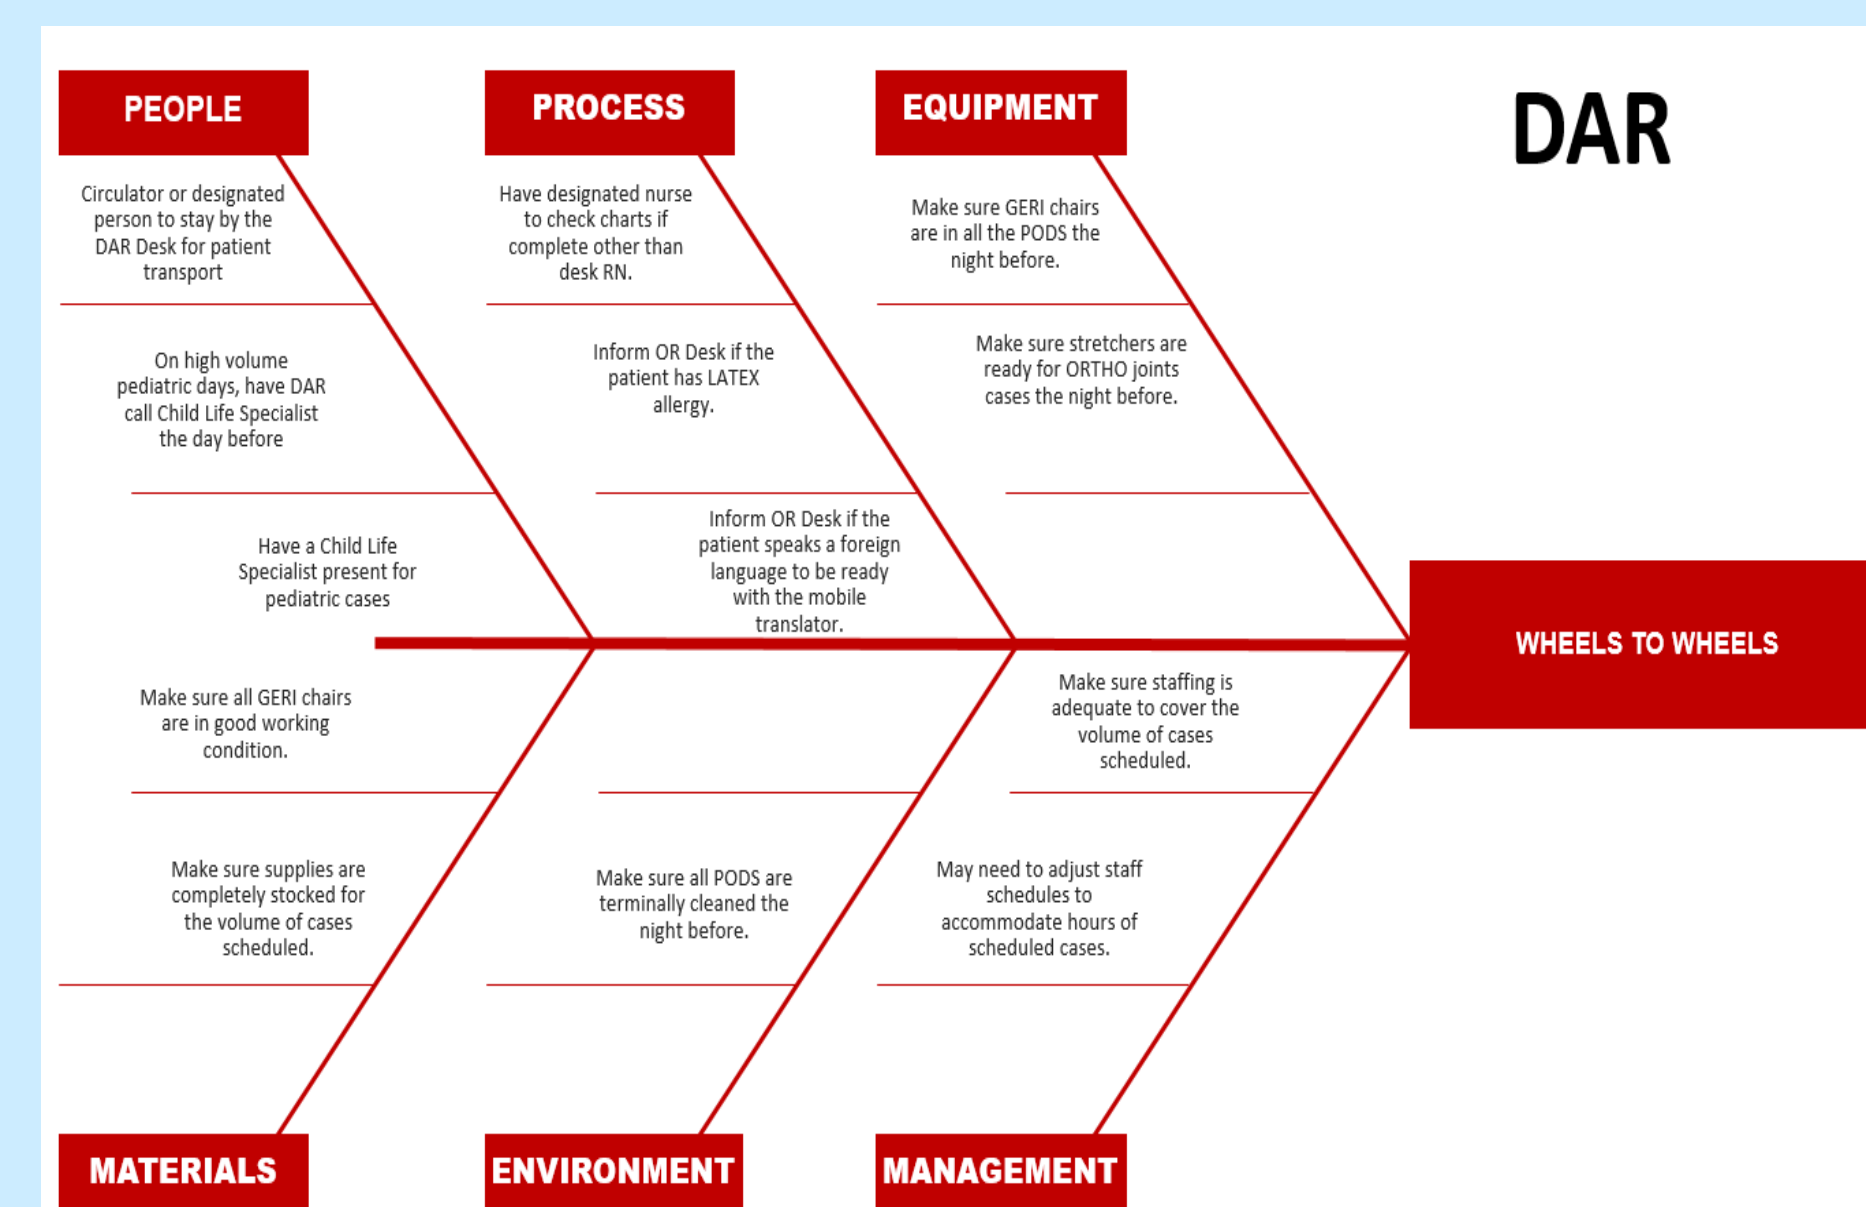 DAR
PEOPLE
Circulator or designated
person to stay by the
DAR Desk for patient
transport
On high volume
pediatric days, have DAR
call Child Life Specialist
the day before
Have a Child Life
Specialist present for
pediatric cases
PROCESS
Have designated nurse
to check charts if
complete other than
desk RN.
Inform OR Desk if the
patient has LATEX
allergy.
Inform OR Desk if the
patient speaks a foreign
language to be ready
with the mobile
translator.
EQUIPMENT
Make sure GERI chairs
are in all the PODS the
night before.
Make sure stretchers are
ready for ORTHO joints
cases the night before.
WHEELS TO WHEELS
Make sure all GERI chairs
are in good working
condition.
Make sure supplies are
completely stocked for
the volume of cases
scheduled.
MATERIALS
Make sure all PODS are
terminally cleaned the
night before.
ENVIRONMENT
Make sure staffing is
adequate to cover the
volume of cases
scheduled.
May need to adjust staff
schedules to
accommodate hours of
scheduled cases.
MANAGEMENT